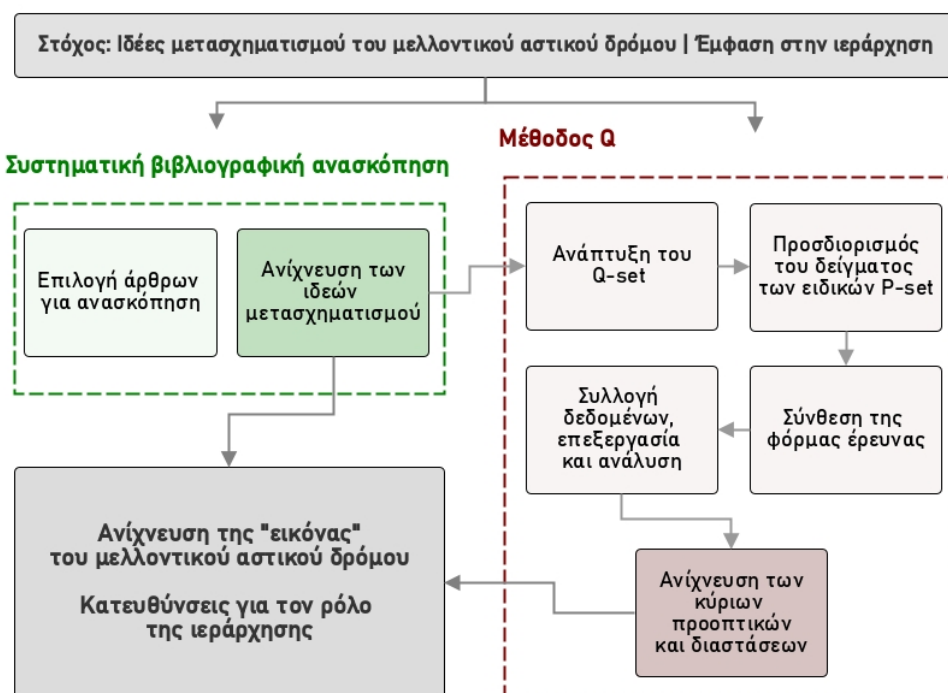 Στόχος: Ιδέες μετασχηματισμού του μελλοντικού αστικού δρόμου | Έμφαση στην ιεράρχηση
Συστηματική βιβλιογραφική ανασκόπηση
Επιλογή άρθρων
για ανασκόπηση
Ανίχνευση των
ιδεών
μετασχηματισμού
Μέθοδος Q
Ανάπτυξη του
Q-set
Προσδιορισμός
του δείγματος
των ειδικών P-set
Σύνθεση της
φόρμας έρευνας
Συλλογή
δεδομένων,
επεξεργασία
και ανάλυση
Ανίχνευση των
κύριων
προοπτικών
και διαστάσεων
Ανίχνευση της "εικόνας"
του μελλοντικού αστικού δρόμου
Κατευθύνσεις για τον ρόλο
της ιεράρχησης